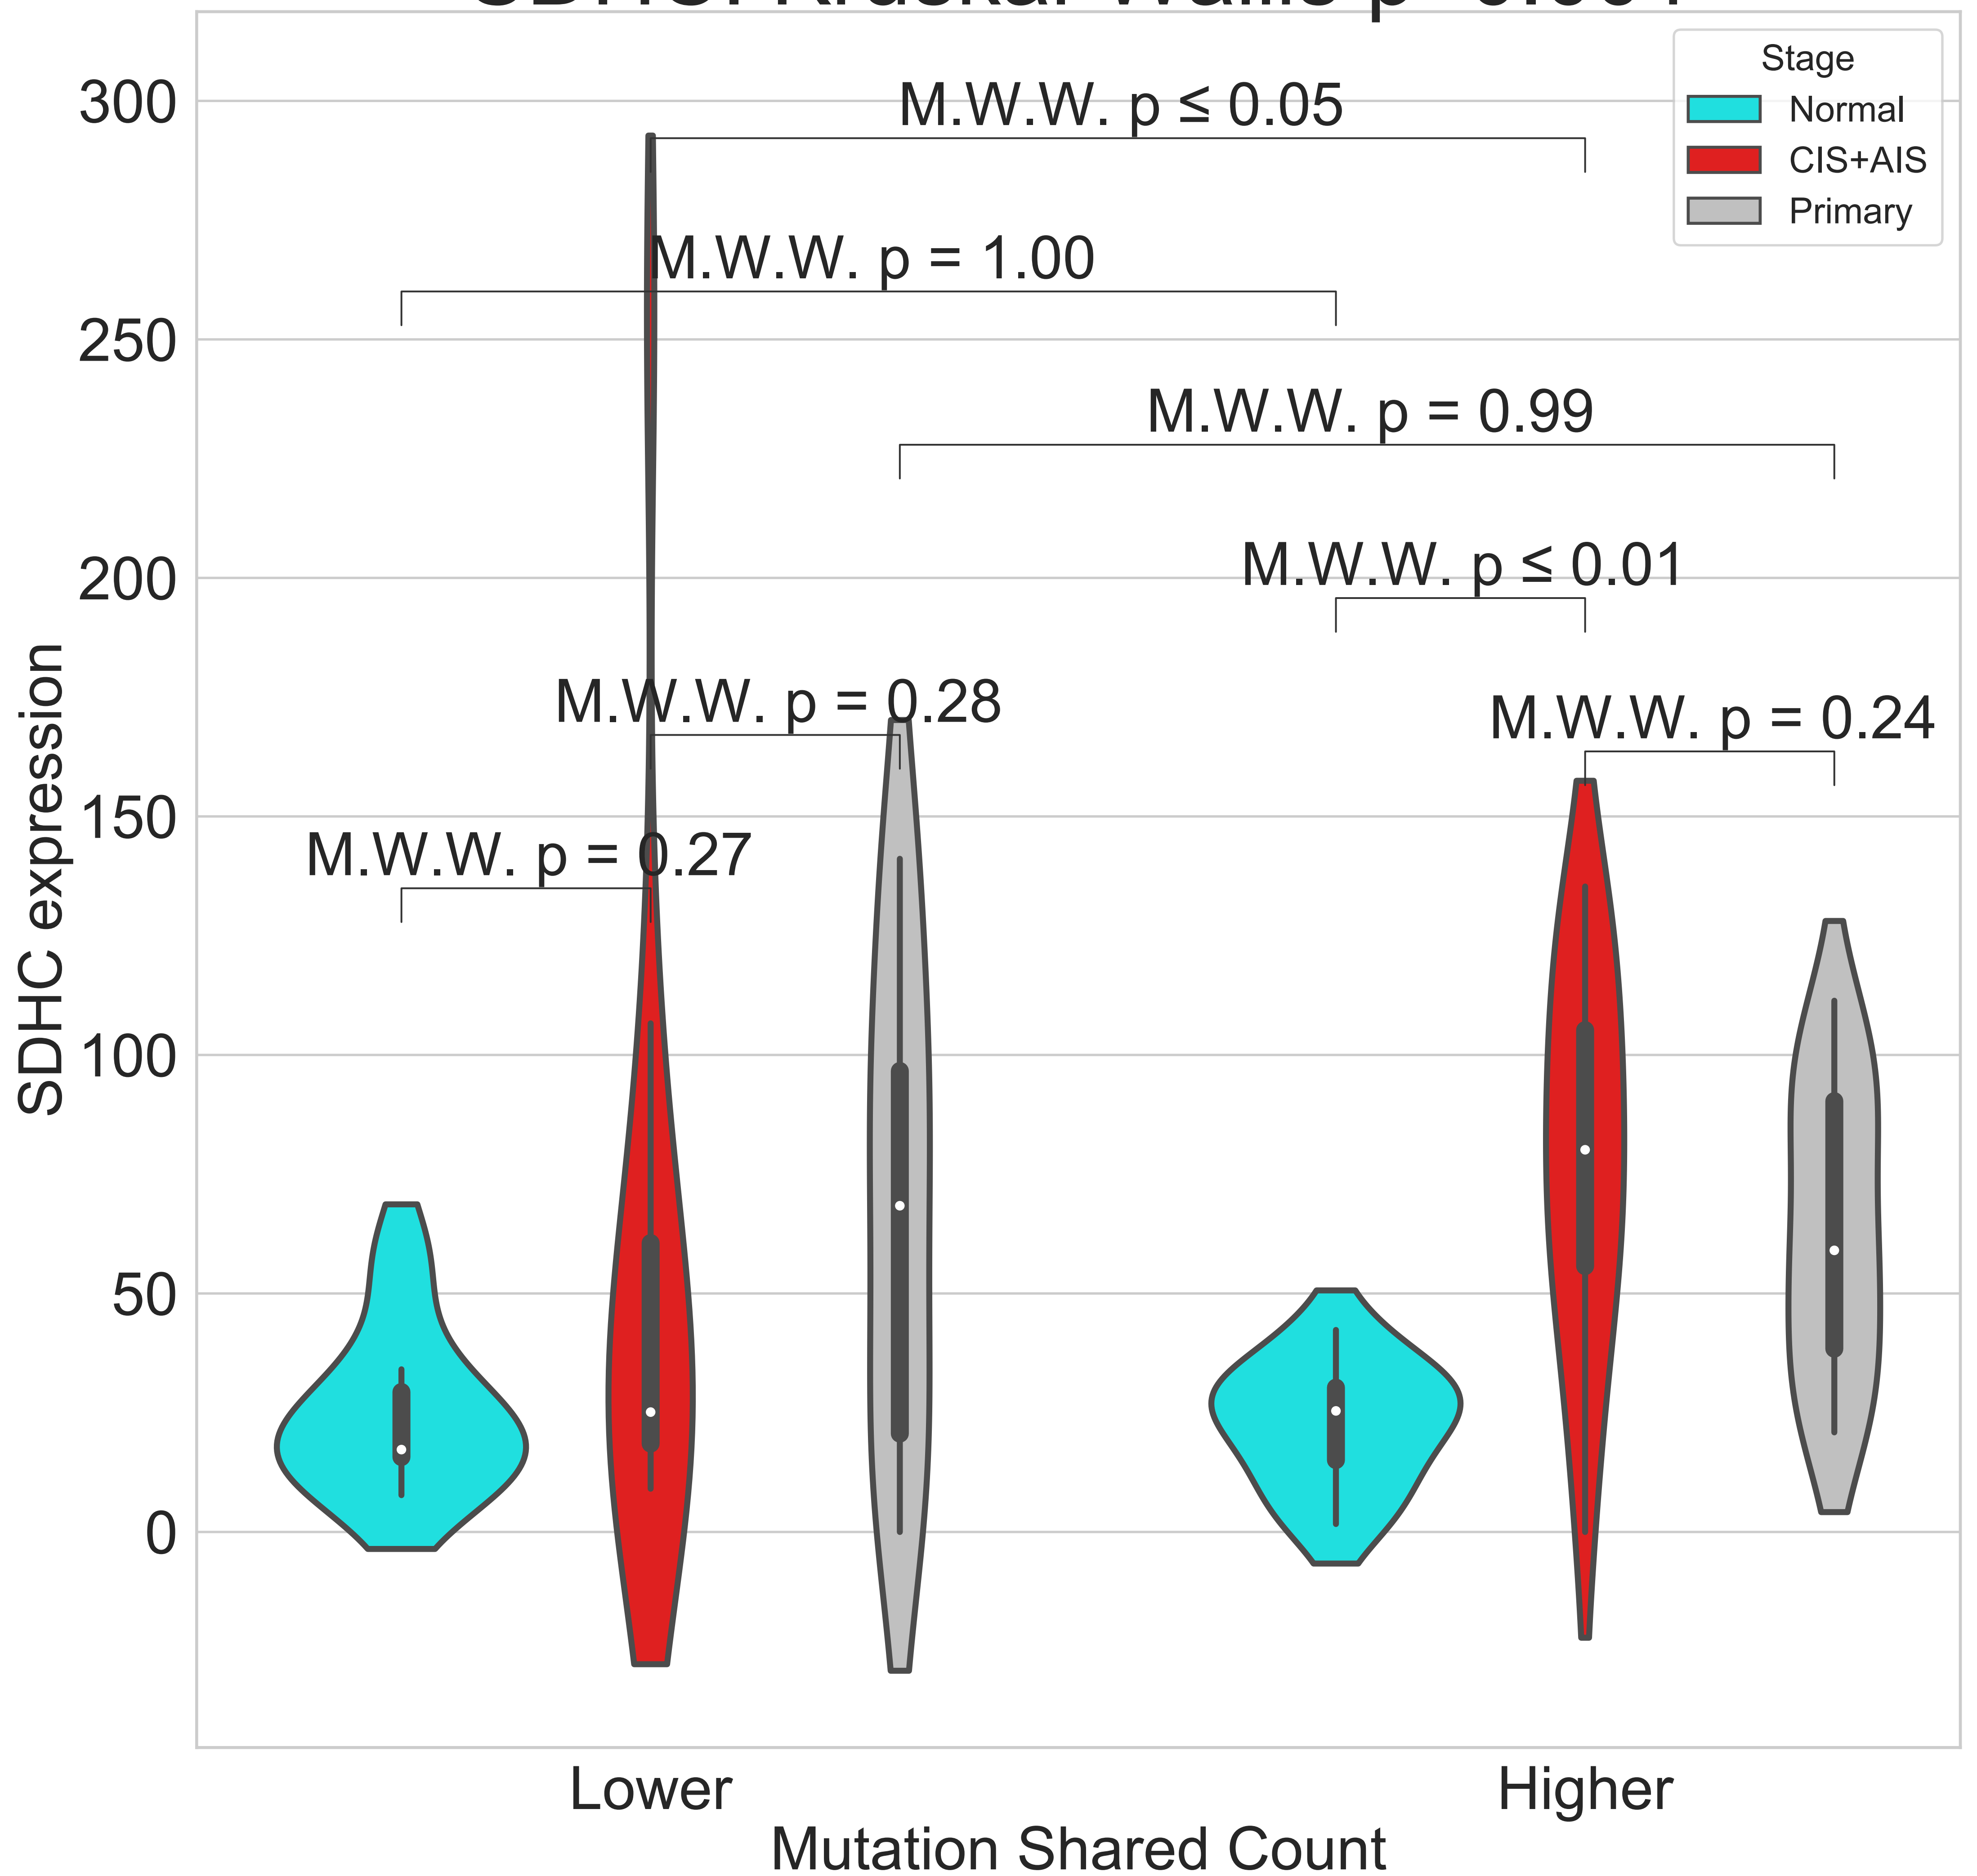 Stage
Normal
CIS+AIS
Primary
M.W.W. p ≤ 0.05
M.W.W. p = 1.00
M.W.W. p = 0.99
M.W.W. p ≤ 0.01
M.W.W. p = 0.28
M.W.W. p = 0.24
M.W.W. p = 0.27
300
250
200
150
100
50
0
SDHC expression
Lower
Higher
Mutation Shared Count